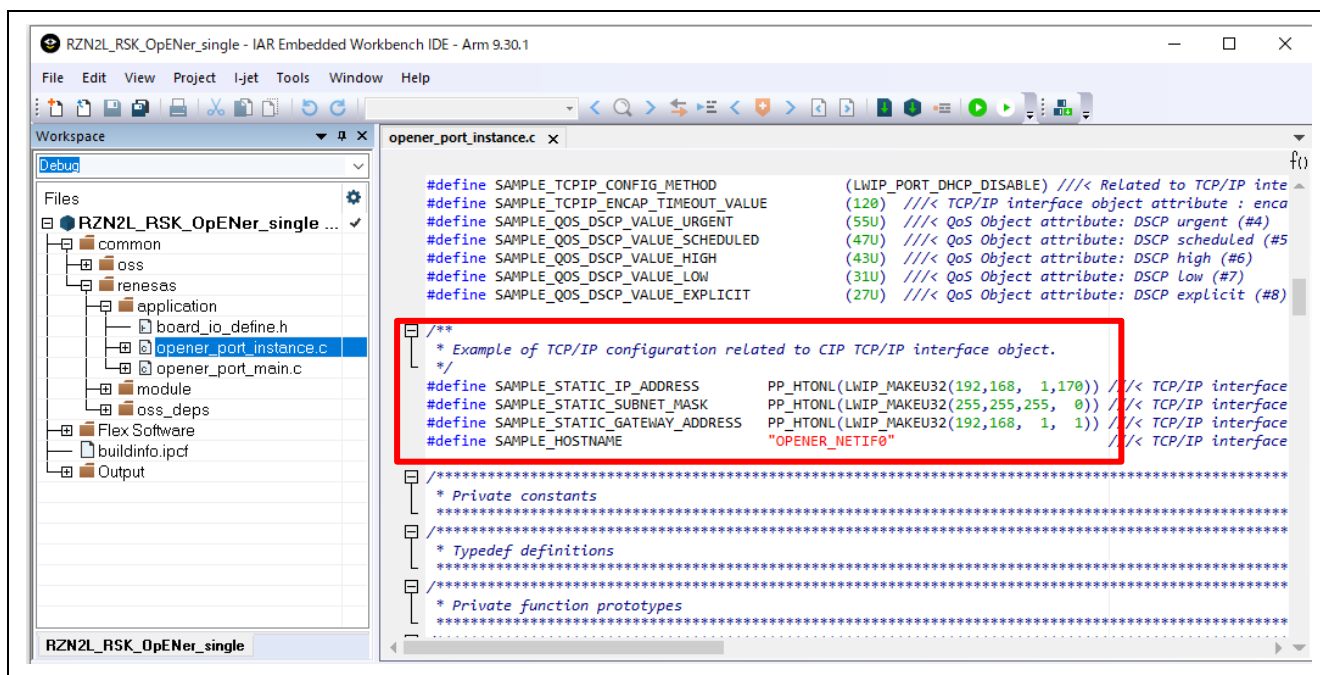 RZN2L_RSK_OpENer_single - IAR Embedded Workbench IDE - Arm 9.30.1
File Edit View Project I-jet Tools Window Help
Workspace
opener_port_instance.c x
Debug
f()
Files
RZN2L_RSK_OpENer_single ...
common
oss
renesas
application
board_io_define.h
opener_port_instance.c
opener_port_main.c
module
oss_deps
Flex Software
buildinfo.ipcf
Output
RZN2L_RSK_OpENer_single
#define SAMPLE_TCPIP_CONFIG_METHOD (LWIP_PORT_DHCP_DISABLE) ///< Related to TCP/IP inte
#define SAMPLE_TCPIP_ENCAP_TIMEOUT_VALUE (120) ///< TCP/IP interface object attribute : enca
#define SAMPLE_QOS_DSCP_VALUE_URGENT (55U) ///< QoS Object attribute: DSCP urgent (#4)
#define SAMPLE_QOS_DSCP_VALUE_SCHEDULED (47U) ///< QoS Object attribute: DSCP scheduled (#5
#define SAMPLE_QOS_DSCP_VALUE_HIGH (43U) ///< QoS Object attribute: DSCP high (#6)
#define SAMPLE_QOS_DSCP_VALUE_LOW (31U) ///< QoS Object attribute: DSCP Low (#7)
#define SAMPLE_QOS_DSCP_VALUE_EXPLICIT (27U) ///< QoS Object attribute: DSCP explicit (#8)
/**
* Example of TCP/IP configuration related to CIP TCP/IP interface object.
*/
#define SAMPLE_STATIC_IP_ADDRESS PP_HTONL(LWIP_MAKEU32(192,168, 1,170)) ///< TCP/IP interface
#define SAMPLE_STATIC_SUBNET_MASK PP_HTONL(LWIP_MAKEU32(255,255,255, 0)) ///< TCP/IP interface
#define SAMPLE_STATIC_GATEWAY_ADDRESS PP_HTONL(LWIP_MAKEU32(192,168, 1, 1)) ///< TCP/IP interface
#define SAMPLE_HOSTNAME "OPENER_NETIF0" ///< TCP/IP interface
/****************************************************************************************************
* Private constants
****************************************************************************************************
/****************************************************************************************************
* Typedef definitions
****************************************************************************************************
/****************************************************************************************************
* Private function prototypes
****************************************************************************************************